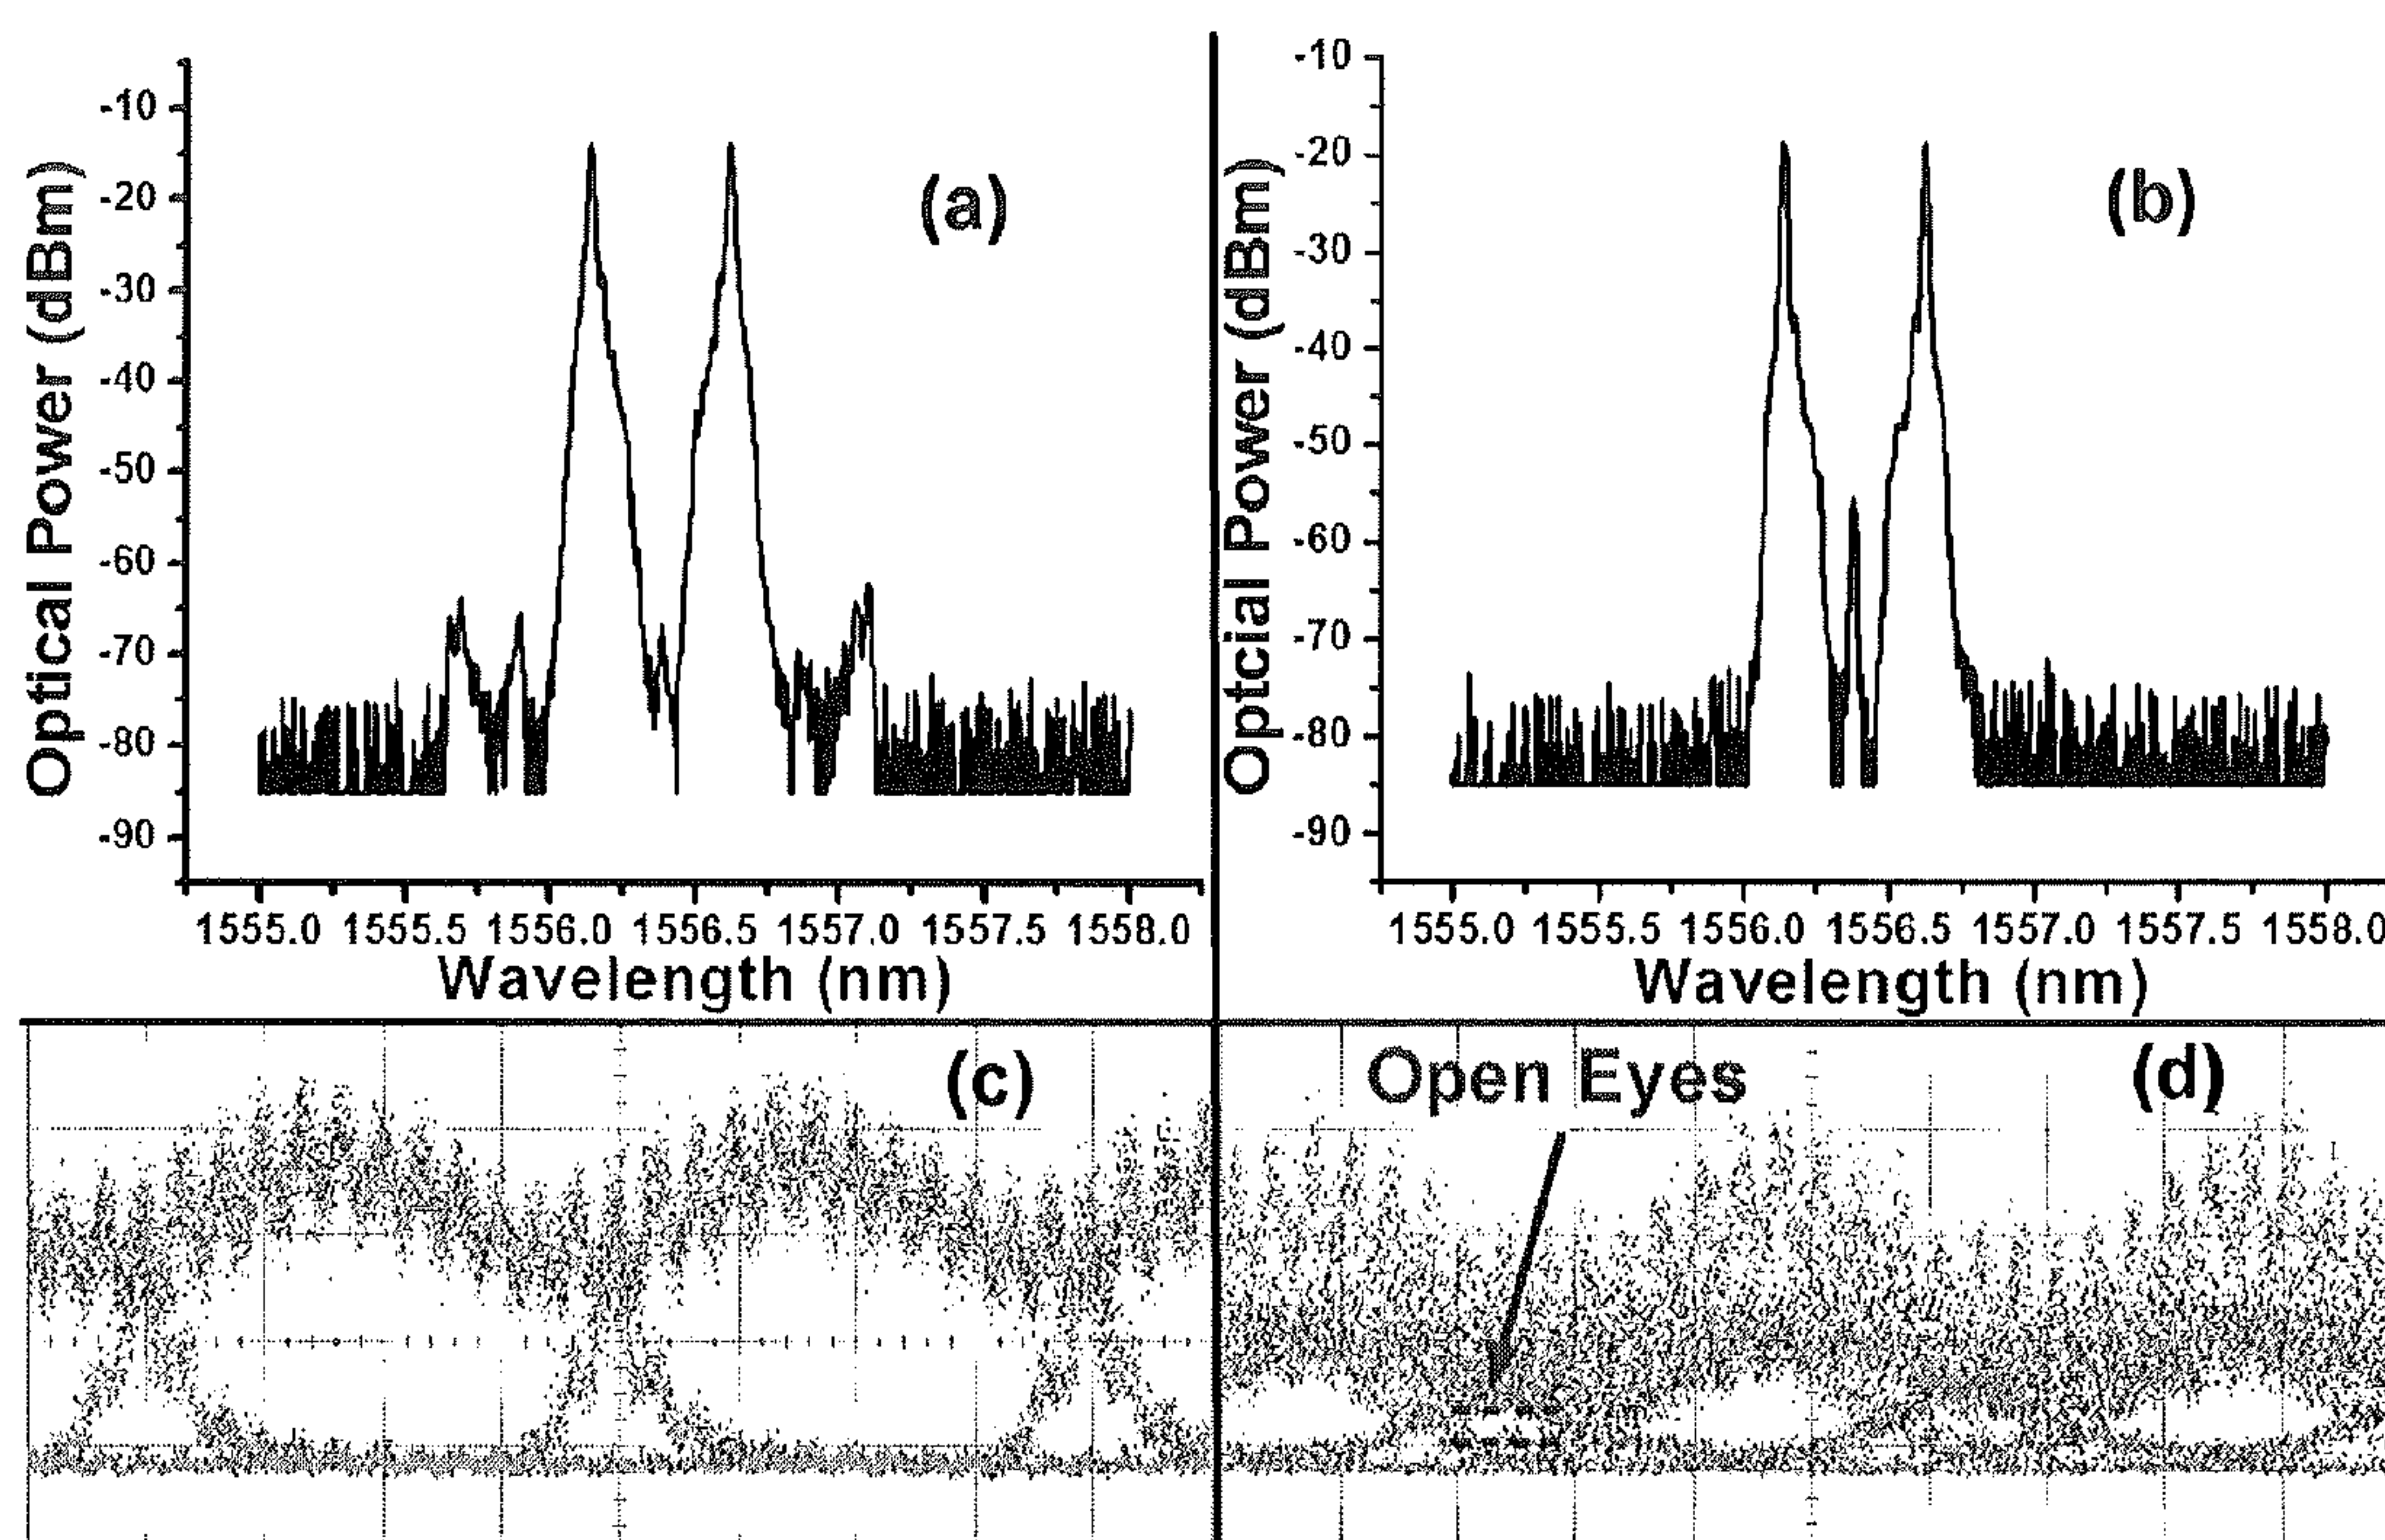 (a)
Optical Power (dBm)
-10
-20
-30
-40
-50
-60
-70
-80
-90
1555.0 1555.5 1556.0 1556.5 1557.0 1557.5 1558.0
Wavelength (nm)
(b)
Optcial Power (dBm)
-10
-20
-30
-40
-50
-60
-70
-80
-90
1555.0 1555.5 1556.0 1556.5 1557.0 1557.5 1558.0
Wavelength (nm)
(c)
Open Eyes
(d)